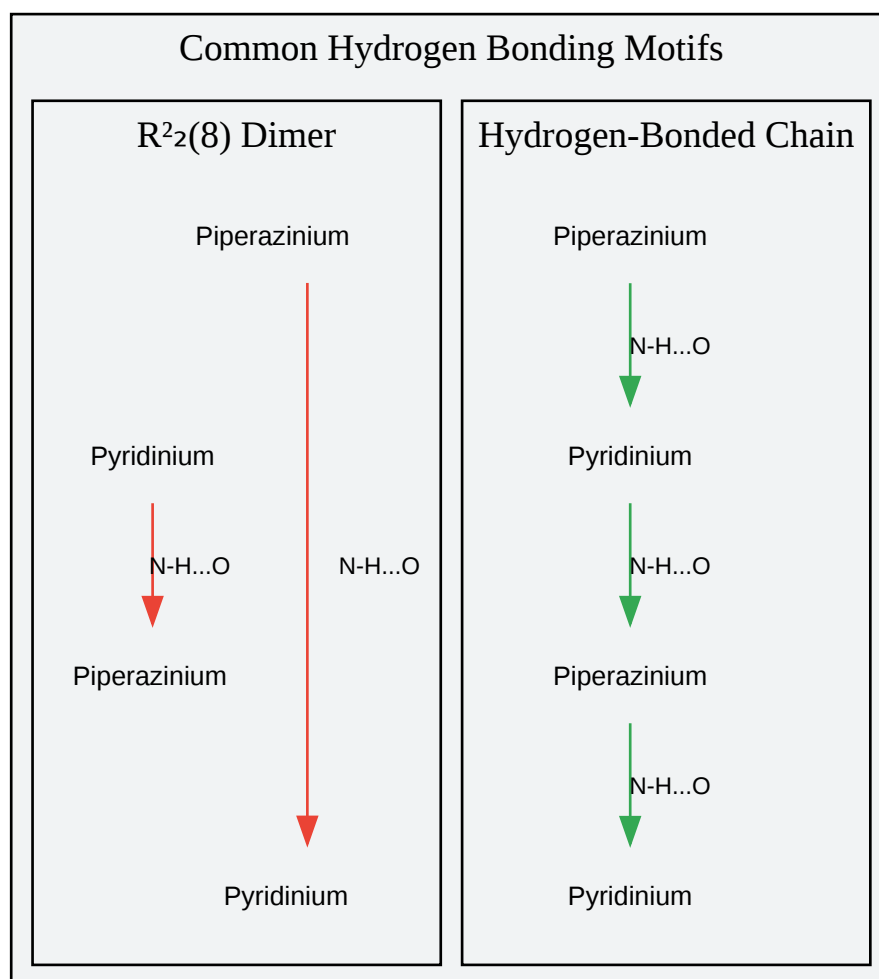 Common Hydrogen Bonding Motifs
R²₂(8) Dimer
Piperazinium
Pyridinium
N-H...O
N-H...O
Piperazinium
Pyridinium
Hydrogen-Bonded Chain
Piperazinium
N-H...O
Pyridinium
N-H...O
Piperazinium
N-H...O
Pyridinium